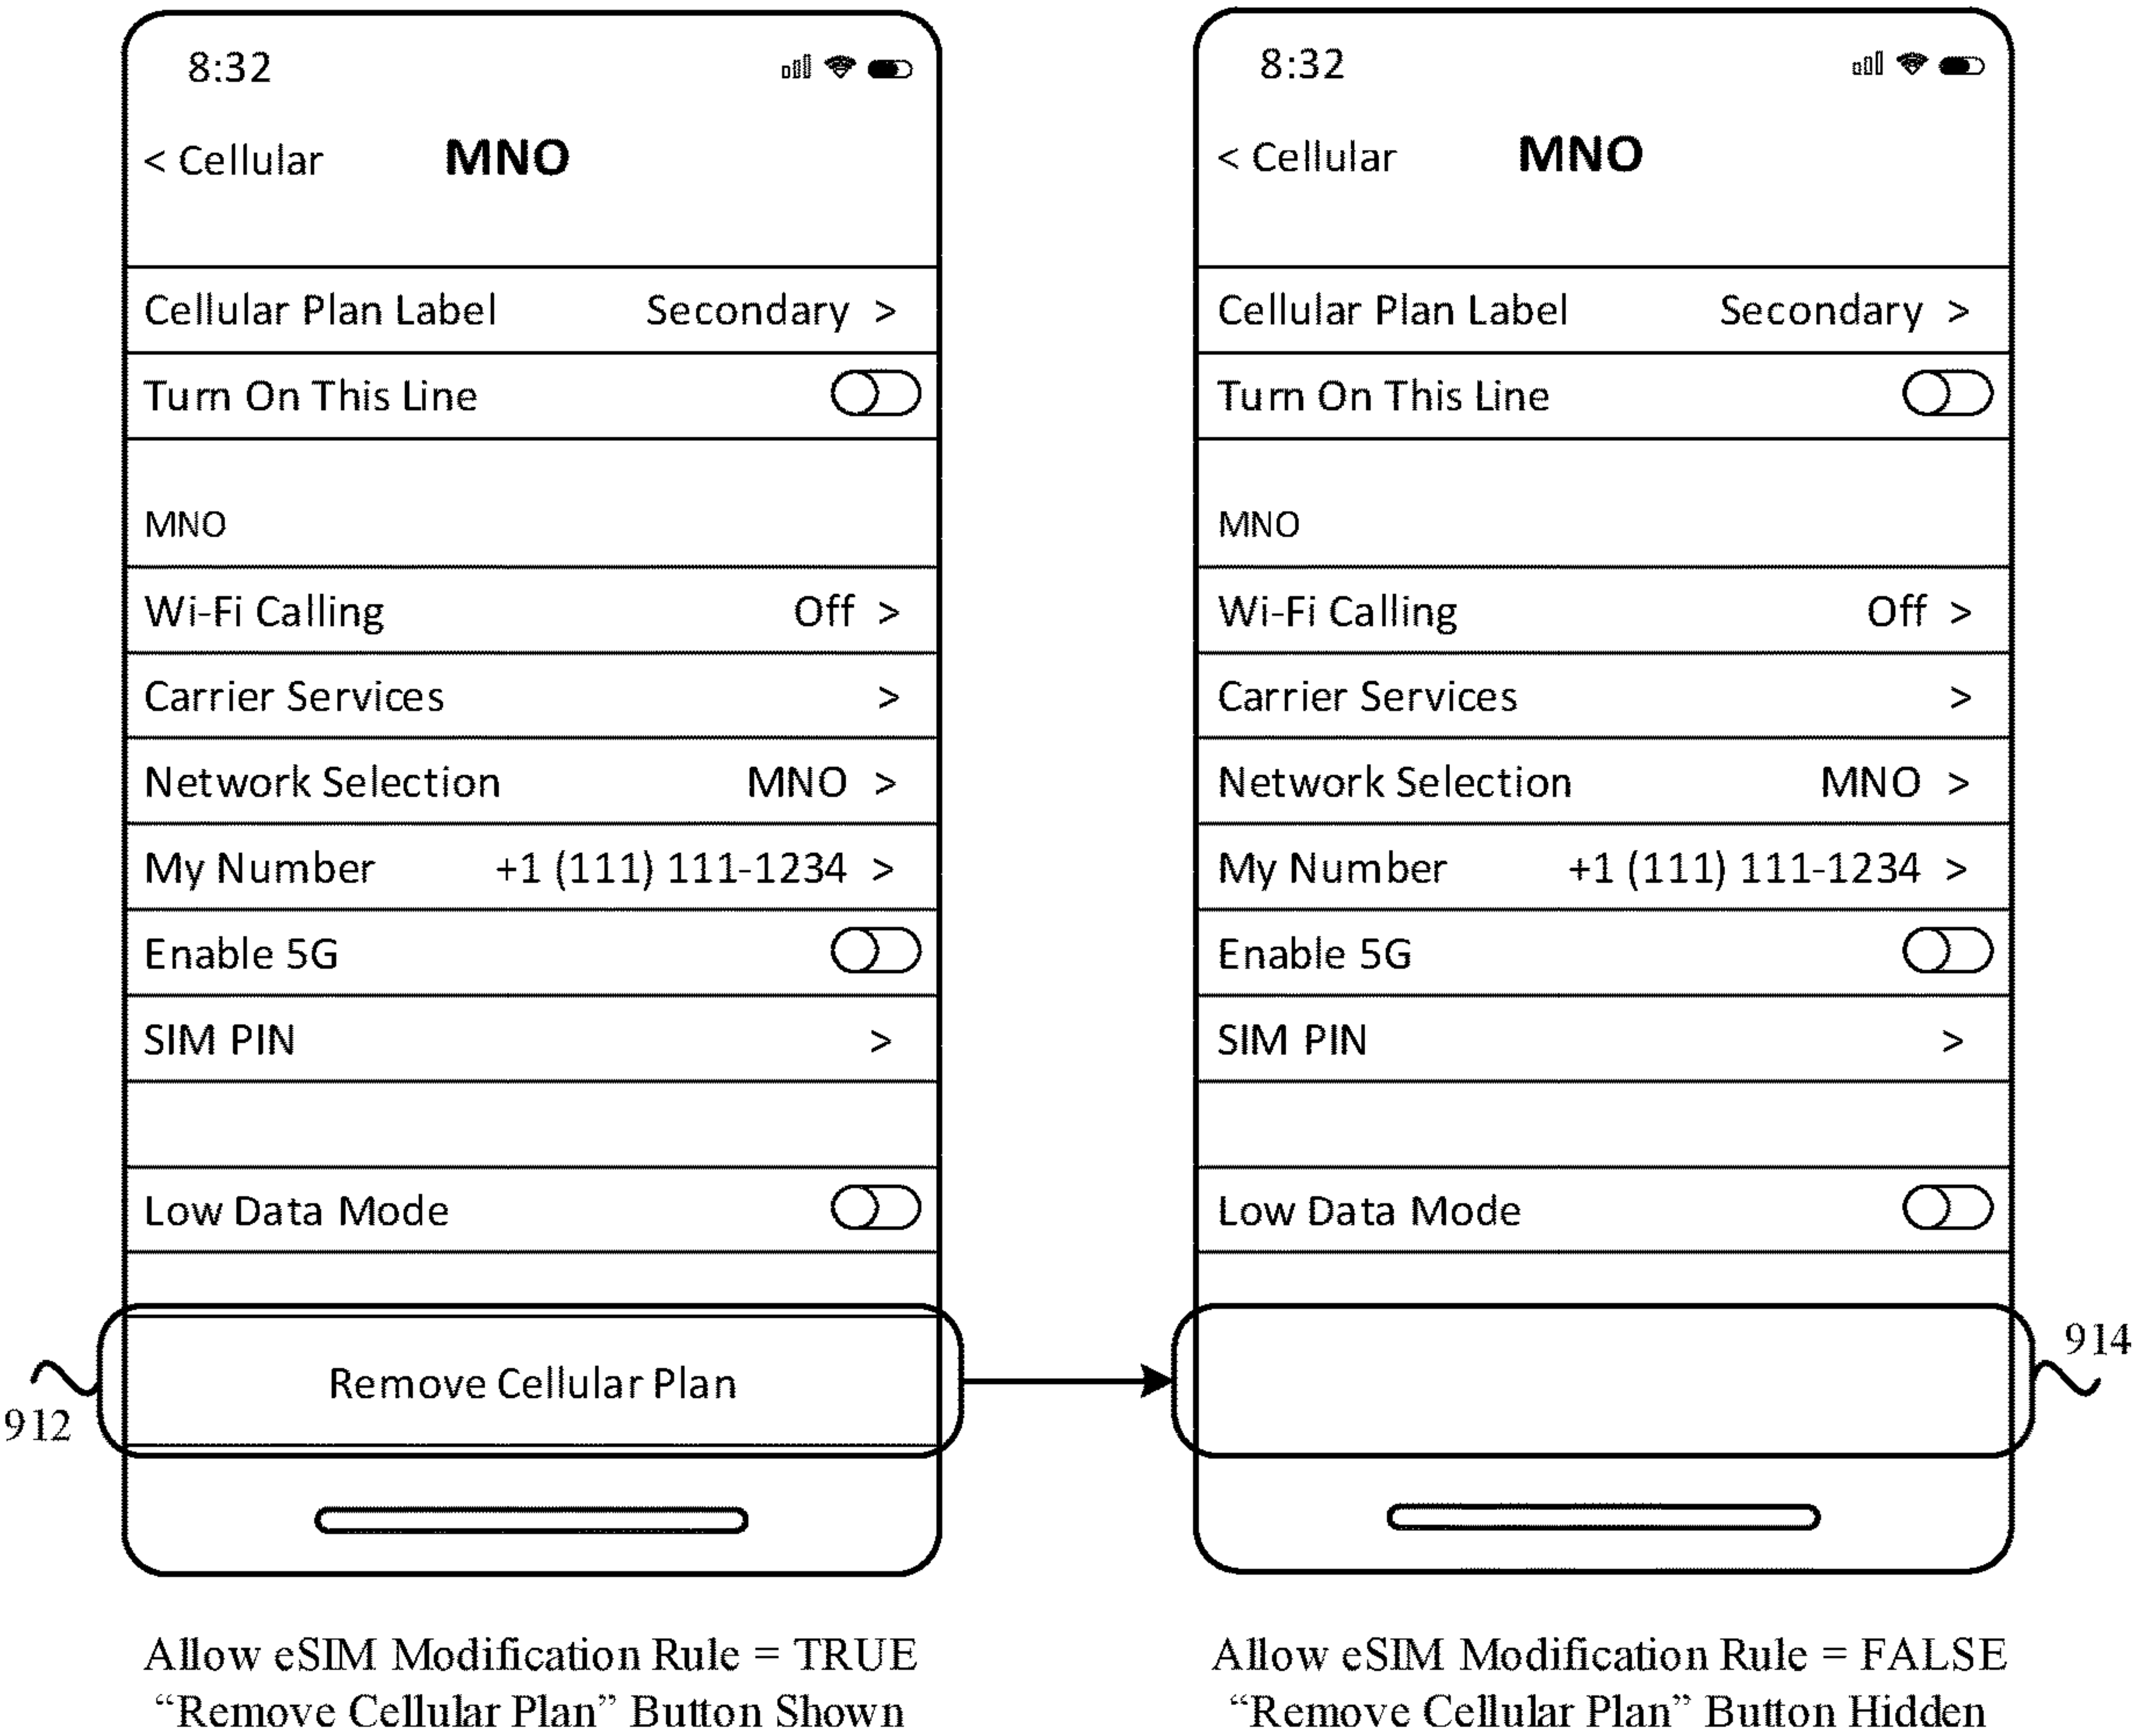 8:32
< Cellular MNO
Cellular Plan Label Secondary >
Turn On This Line
MNO
Wi-Fi Calling Off >
Carrier Services >
Network Selection MNO >
My Number +1 (111) 111-1234 >
Enable 5G
SIM PIN >
Low Data Mode
Remove Cellular Plan
912
Allow eSIM Modification Rule = TRUE
“Remove Cellular Plan” Button Shown
8:32
< Cellular MNO
Cellular Plan Label Secondary >
Turn On This Line
MNO
Wi-Fi Calling Off >
Carrier Services >
Network Selection MNO >
My Number +1 (111) 111-1234 >
Enable 5G
SIM PIN >
Low Data Mode
914
Allow eSIM Modification Rule = FALSE
“Remove Cellular Plan” Button Hidden